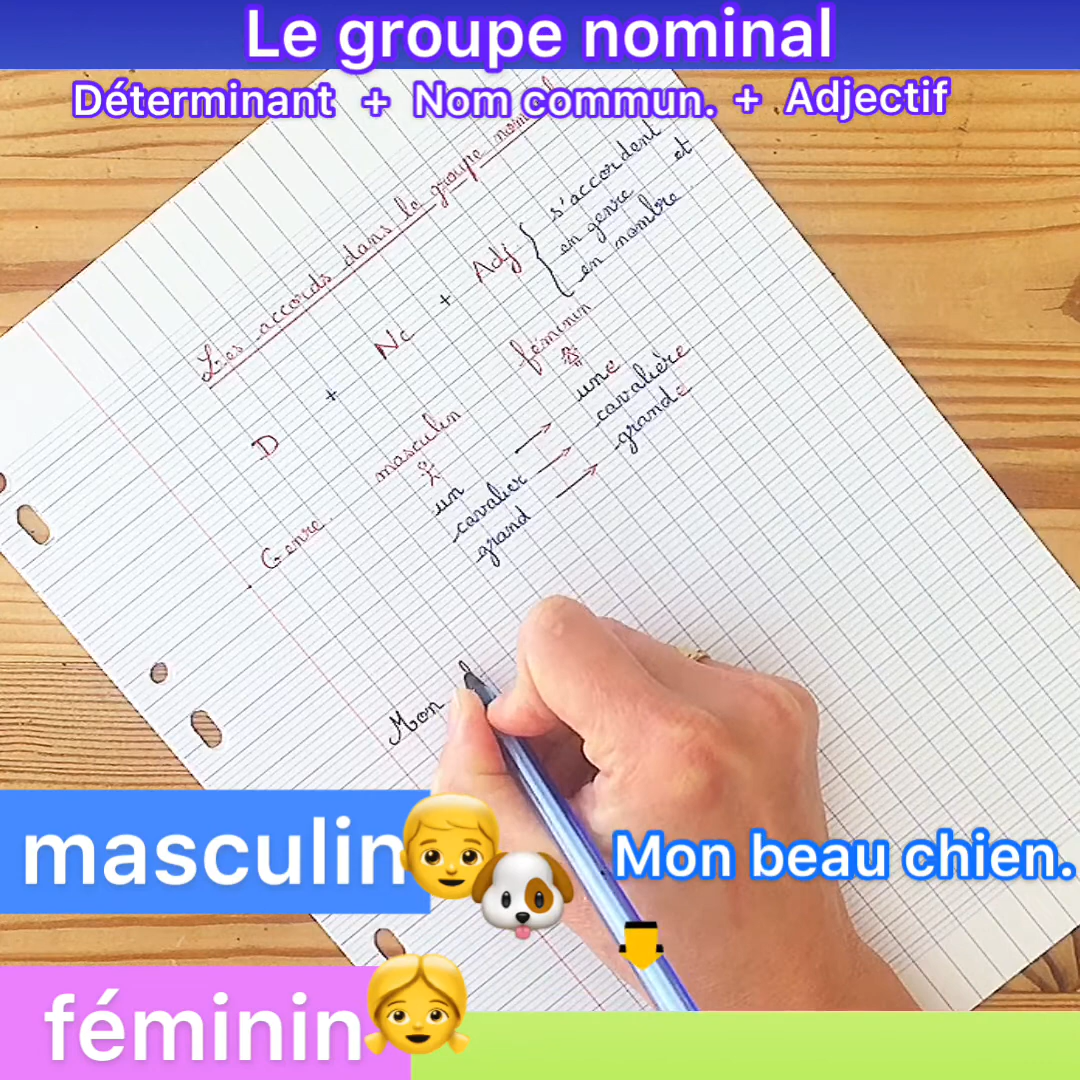 Le groupe nominal
Déterminant + Nom commun. + Adjectif
Les accords dans le groupe nominal
D + Nc + Adj { s'accordent
en genre et
en nombre.
Genre.
masculin féminin
un → une
cavalier → cavalière
grand → grande
Mon
masculin
Mon beau chien.
féminin